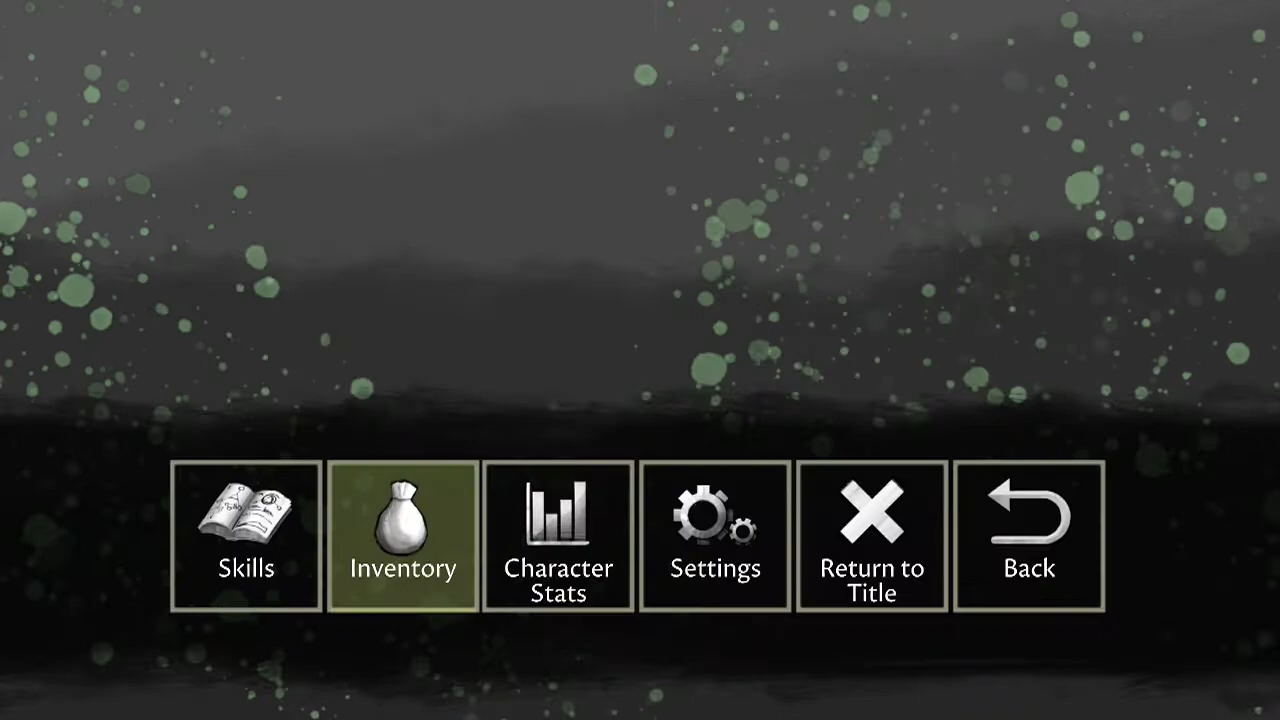 Skills
Inventory
Character
Stats
Settings
Return to
Title
Back